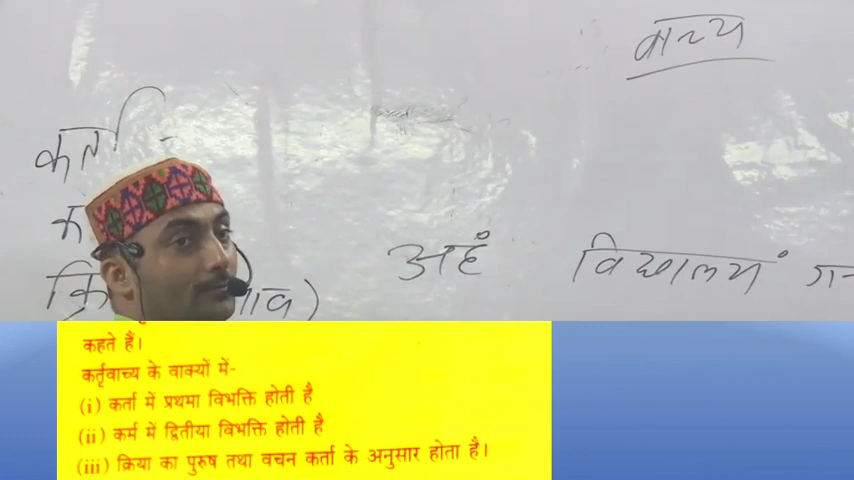 वाच्य
कर्ता -
क
अहं विद्यालयं ग
क्रि भाव)
कहते हैं।
कर्तृवाच्य के वाक्यों में-
(i) कर्ता में प्रथमा विभक्ति होती है
(ii) कर्म में द्वितीया विभक्ति होती है
(iii) क्रिया का पुरुष तथा वचन कर्ता के अनुसार होता है।